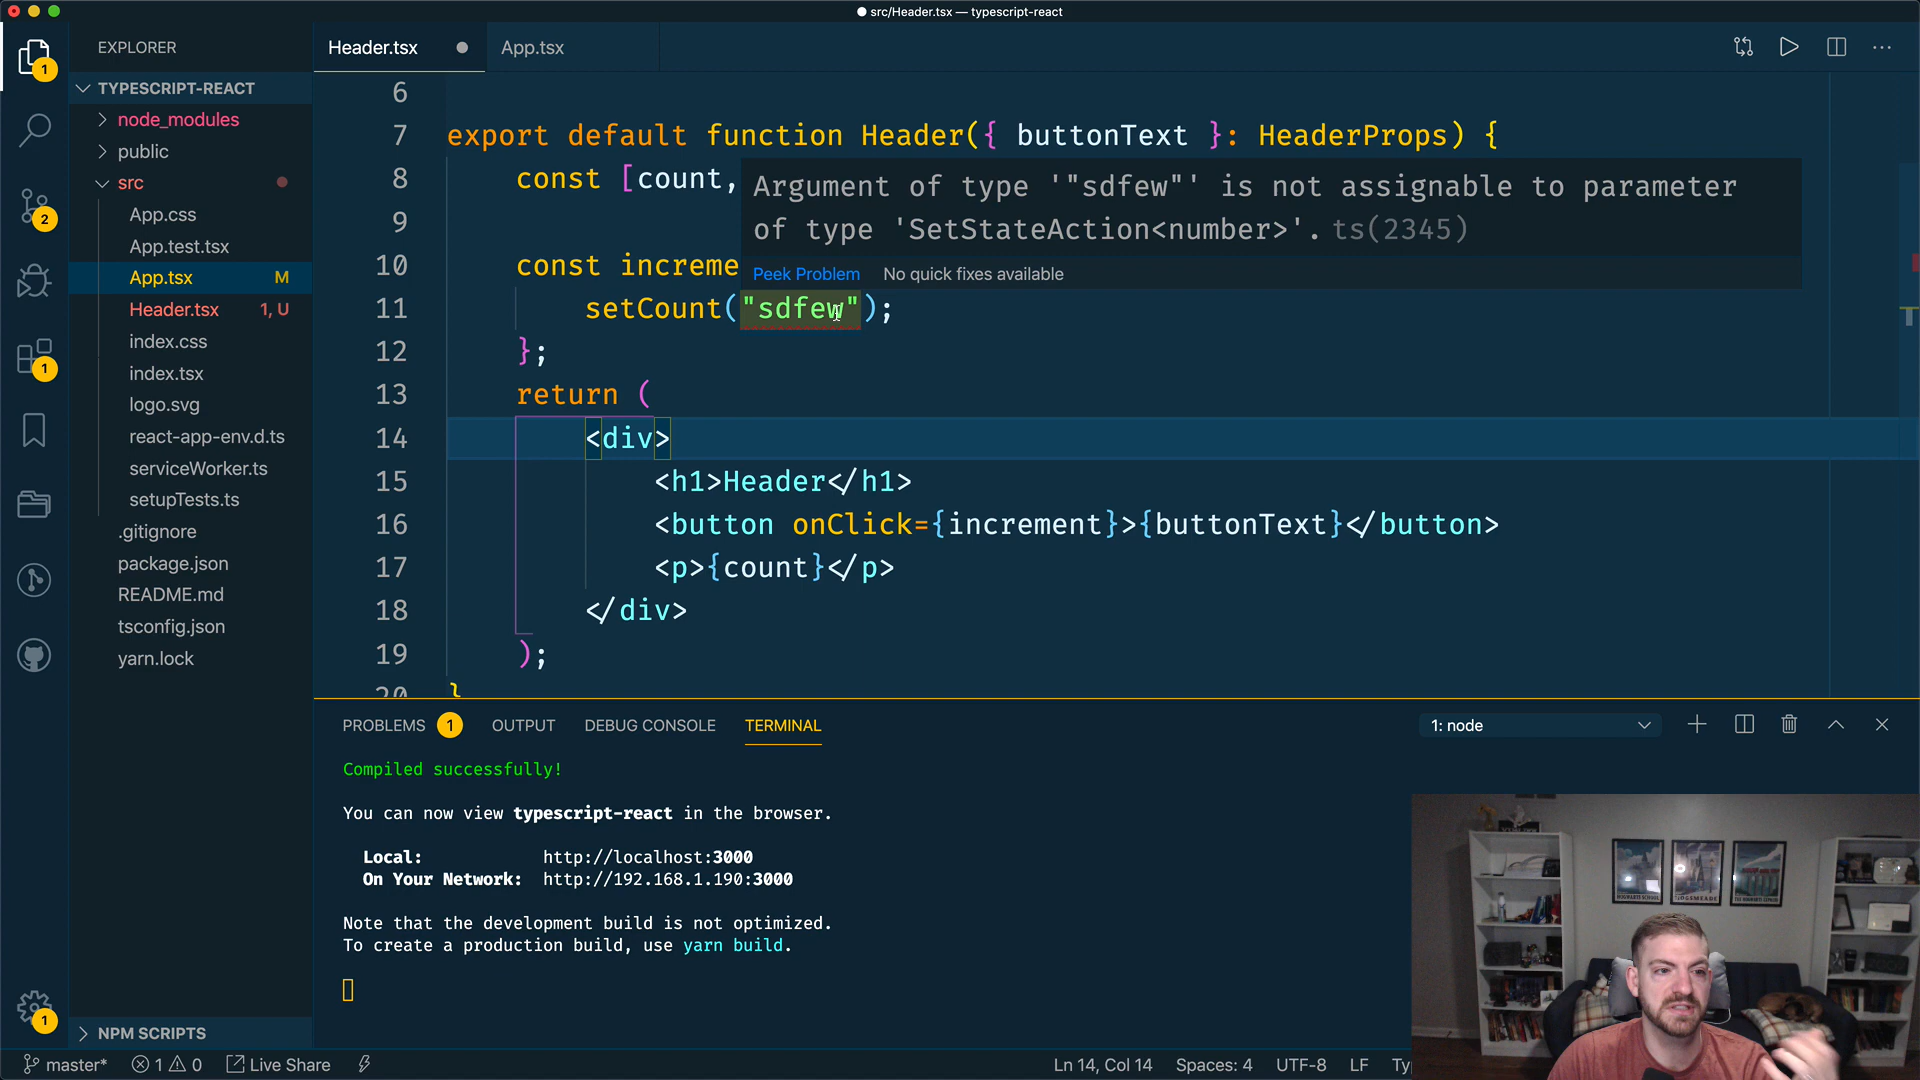 src/Header.tsx — typescript-react
EXPLORER
Header.tsx
App.tsx
TYPESCRIPT-REACT
node_modules
public
src
App.css
App.test.tsx
App.tsx M
Header.tsx 1, U
index.css
index.tsx
logo.svg
react-app-env.d.ts
serviceWorker.ts
setupTests.ts
.gitignore
package.json
README.md
tsconfig.json
yarn.lock
NPM SCRIPTS
1
2
1
1
6
7 export default function Header({ buttonText }: HeaderProps) {
8 const [count,
Argument of type '"sdfew"' is not assignable to parameter
of type 'SetStateAction<number>'. ts(2345)
Peek Problem No quick fixes available
9
10 const increme
11 setCount("sdfew");
12 };
13 return (
14 <div>
15 <h1>Header</h1>
16 <button onClick={increment}>{buttonText}</button>
17 <p>{count}</p>
18 </div>
19 );
20 }
PROBLEMS 1 OUTPUT DEBUG CONSOLE TERMINAL
1: node
Compiled successfully!
You can now view typescript-react in the browser.
Local: http://localhost:3000
On Your Network: http://192.168.1.190:3000
Note that the development build is not optimized.
To create a production build, use yarn build.
master* 1 0 Live Share
Ln 14, Col 14 Spaces: 4 UTF-8 LF Ty